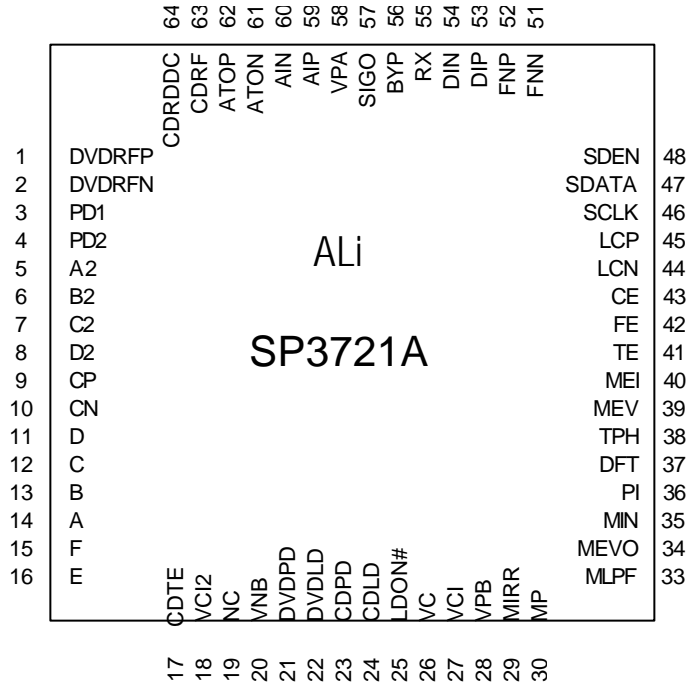 64 63 62 61 60 59 58 57 56 55 54 53 52 51
CDRDDC CDRF ATOP ATON AIN AIP VPA SIGO BYP RX DIN DIP FNP FNN
1 DVDRFP SDEN 48
2 DVDRFN SDATA 47
3 PD1 SCLK 46
4 PD2 LCP 45
5 A2 LCN 44
6 B2 CE 43
7 C2 FE 42
8 D2 TE 41
9 CP MEI 40
10 CN MEV 39
11 D TPH 38
12 C DFT 37
13 B PI 36
14 A MIN 35
15 F MEVO 34
16 E MLPF 33
ALi
SP3721A
CDTE VCI2 NC VNB DVDPD DVDLD CDPD CDLD LDON# VC VCI VPB MIRR MP
17 18 19 20 21 22 23 24 25 26 27 28 29 30